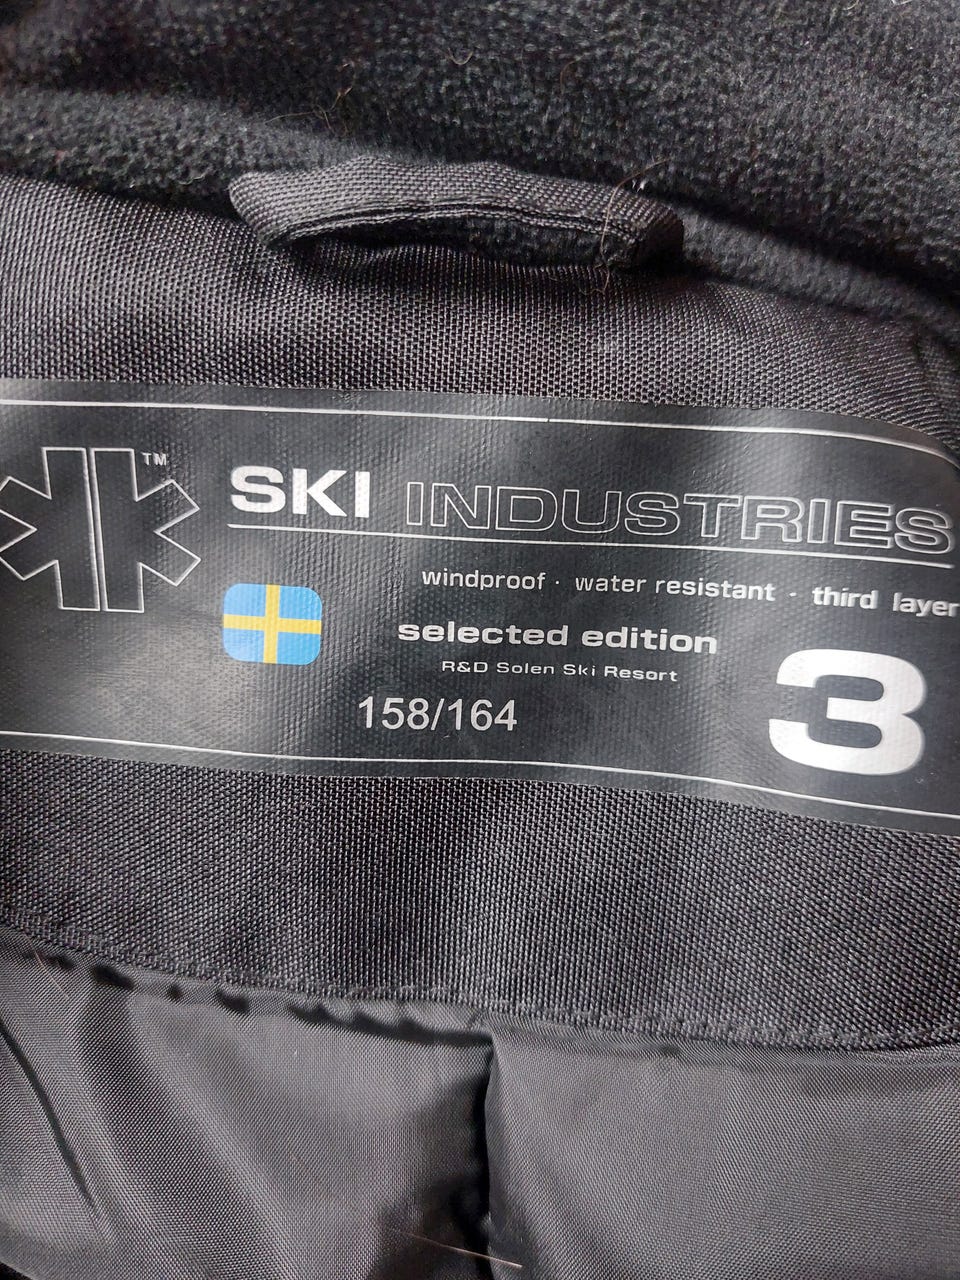 TM
SKI INDUSTRIES
windproof · water resistant · third layer
selected edition
R&D Solen Ski Resort
158/164
3